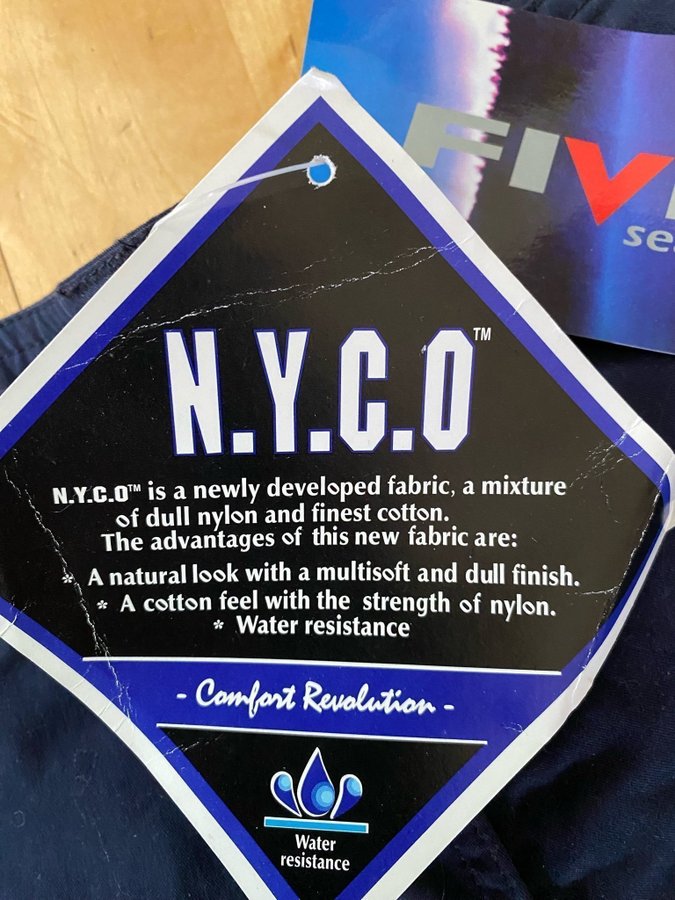 FIV
se
N.Y.C.O™
N.Y.C.O™ is a newly developed fabric, a mixture
of dull nylon and finest cotton.
The advantages of this new fabric are:
* A natural look with a multisoft and dull finish.
* A cotton feel with the strength of nylon.
* Water resistance
- Comfort Revolution -
Water
resistance